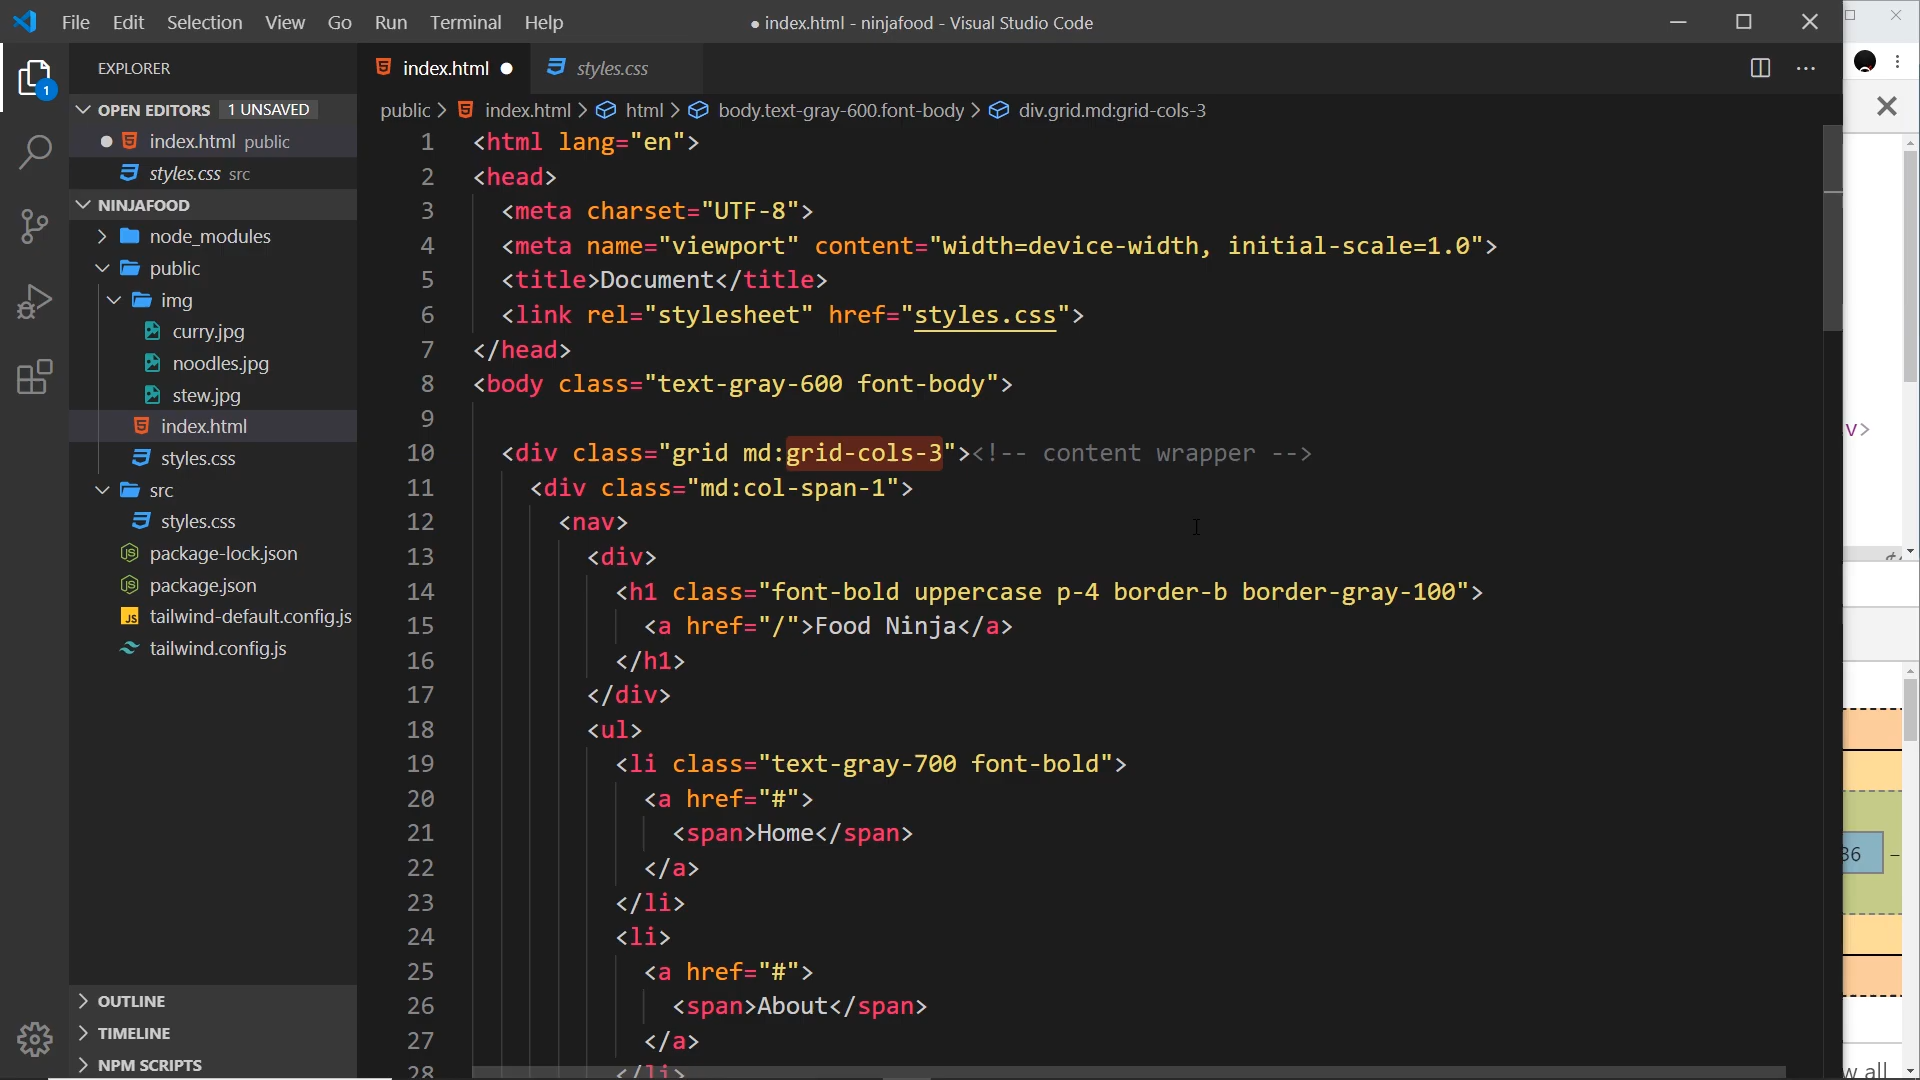 File Edit Selection View Go Run Terminal Help
● index.html - ninjafood - Visual Studio Code
EXPLORER
OPEN EDITORS 1 UNSAVED
index.html public
styles.css src
NINJAFOOD
node_modules
public
img
curry.jpg
noodles.jpg
stew.jpg
index.html
styles.css
src
styles.css
package-lock.json
package.json
tailwind-default.config.js
tailwind.config.js
OUTLINE
TIMELINE
NPM SCRIPTS
1
index.html ●
styles.css
public > index.html > html > body.text-gray-600.font-body > div.grid.md:grid-cols-3
1 <html lang="en">
2 <head>
3 <meta charset="UTF-8">
4 <meta name="viewport" content="width=device-width, initial-scale=1.0">
5 <title>Document</title>
6 <link rel="stylesheet" href="styles.css">
7 </head>
8 <body class="text-gray-600 font-body">
9
10 <div class="grid md:grid-cols-3"><!-- content wrapper -->
11 <div class="md:col-span-1">
12 <nav>
13 <div>
14 <h1 class="font-bold uppercase p-4 border-b border-gray-100">
15 <a href="/">Food Ninja</a>
16 </h1>
17 </div>
18 <ul>
19 <li class="text-gray-700 font-bold">
20 <a href="#">
21 <span>Home</span>
22 </a>
23 </li>
24 <li>
25 <a href="#">
26 <span>About</span>
27 </a>
28 </li>
v>
36 –
w all